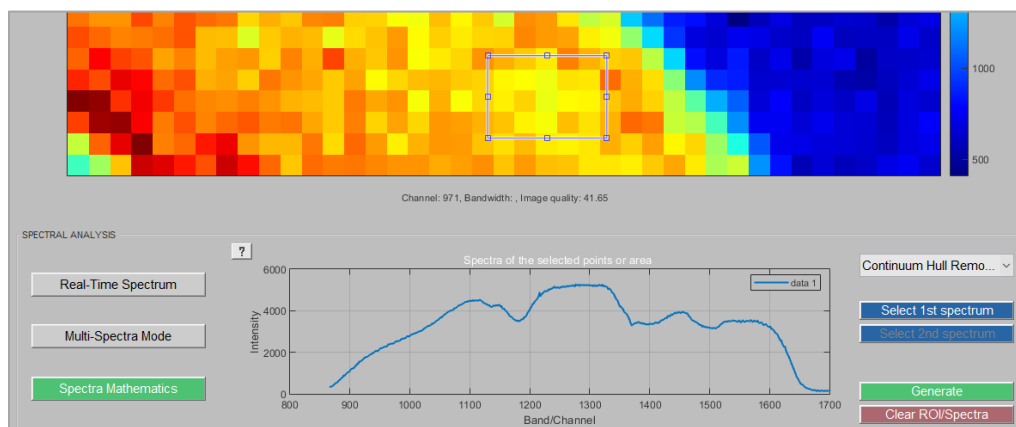 1000
500
Channel: 971, Bandwidth: , Image quality: 41.65
SPECTRAL ANALYSIS
?
Real-Time Spectrum
Multi-Spectra Mode
Spectra Mathematics
Spectra of the selected points or area
data 1
Intensity
6000
4000
2000
0
800 900 1000 1100 1200 1300 1400 1500 1600 1700
Band/Channel
Continuum Hull Remo...
Select 1st spectrum
Select 2nd spectrum
Generate
Clear ROI/Spectra